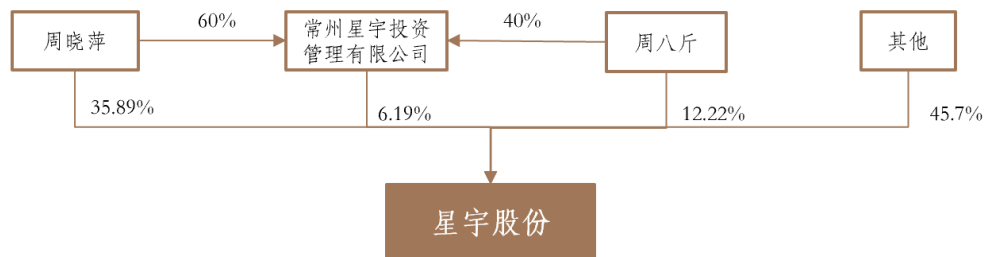 60%
40%
周晓萍
常州星宇投资
管理有限公司
周八斤
其他
35.89%
6.19%
12.22%
45.7%
星宇股份